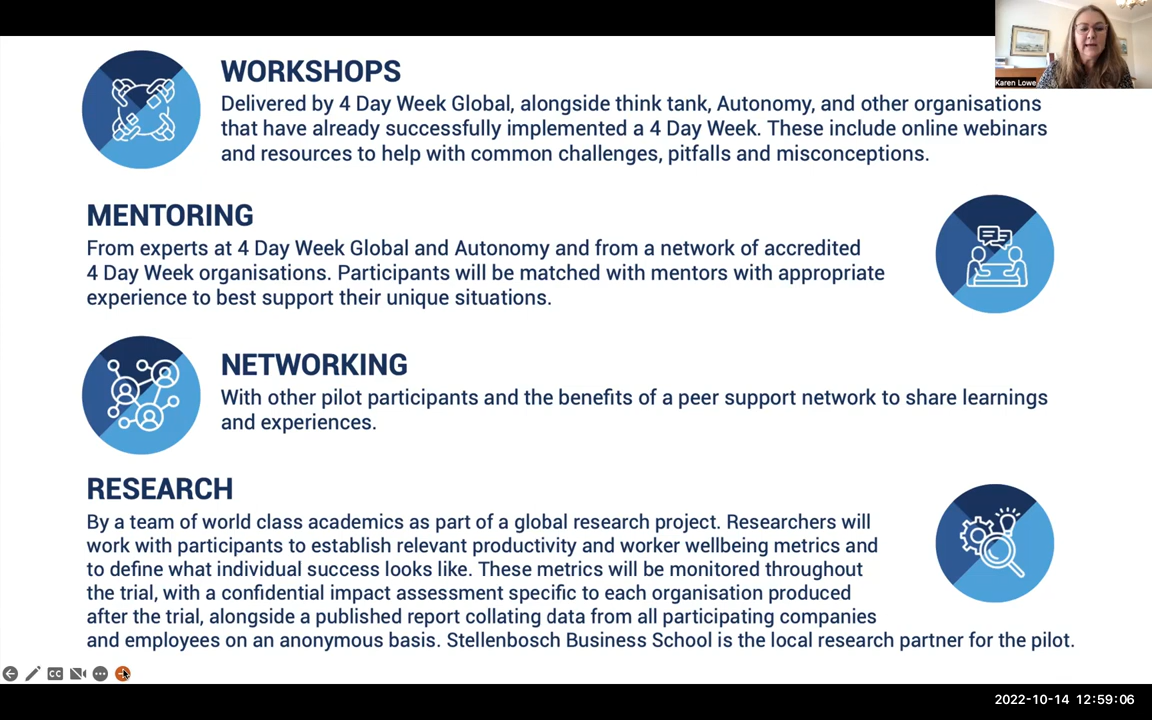 WORKSHOPS
Delivered by 4 Day Week Global, alongside think tank, Autonomy, and other organisations
that have already successfully implemented a 4 Day Week. These include online webinars
and resources to help with common challenges, pitfalls and misconceptions.
Karen Lowe
MENTORING
From experts at 4 Day Week Global and Autonomy and from a network of accredited
4 Day Week organisations. Participants will be matched with mentors with appropriate
experience to best support their unique situations.
NETWORKING
With other pilot participants and the benefits of a peer support network to share learnings
and experiences.
RESEARCH
By a team of world class academics as part of a global research project. Researchers will
work with participants to establish relevant productivity and worker wellbeing metrics and
to define what individual success looks like. These metrics will be monitored throughout
the trial, with a confidential impact assessment specific to each organisation produced
after the trial, alongside a published report collating data from all participating companies
and employees on an anonymous basis. Stellenbosch Business School is the local research partner for the pilot.
CC
2022-10-14 12:59:06